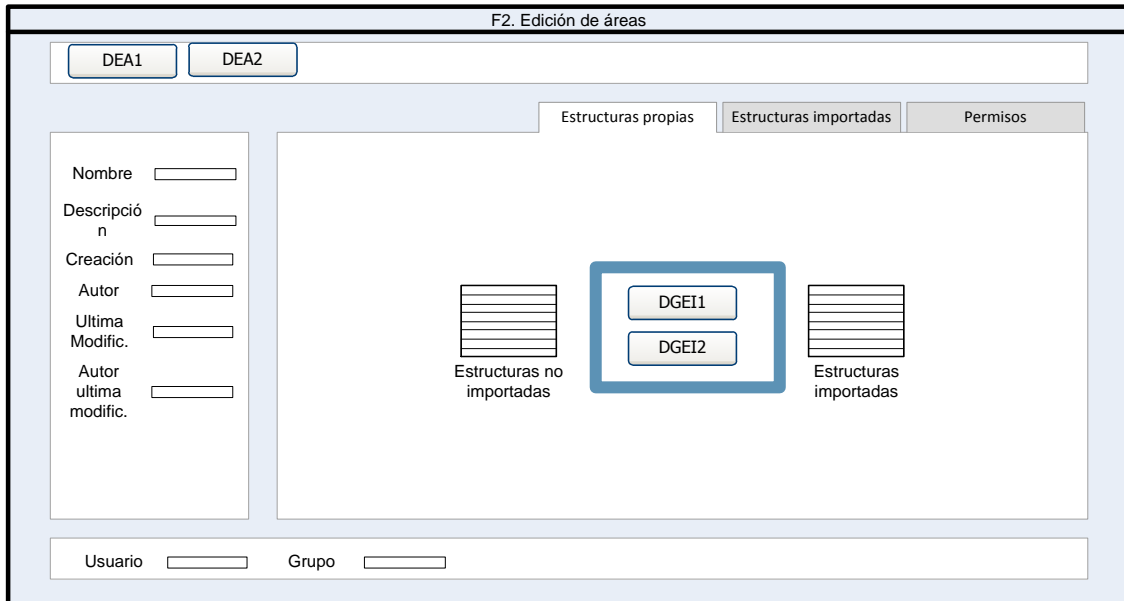 F2. Edición de áreas
DEA1
DEA2
Estructuras propias
Estructuras importadas
Permisos
Nombre
Descripció
n
Creación
Autor
Ultima
Modific.
Autor
ultima
modific.
DGEI1
DGEI2
Estructuras no
importadas
Estructuras
importadas
Usuario
Grupo